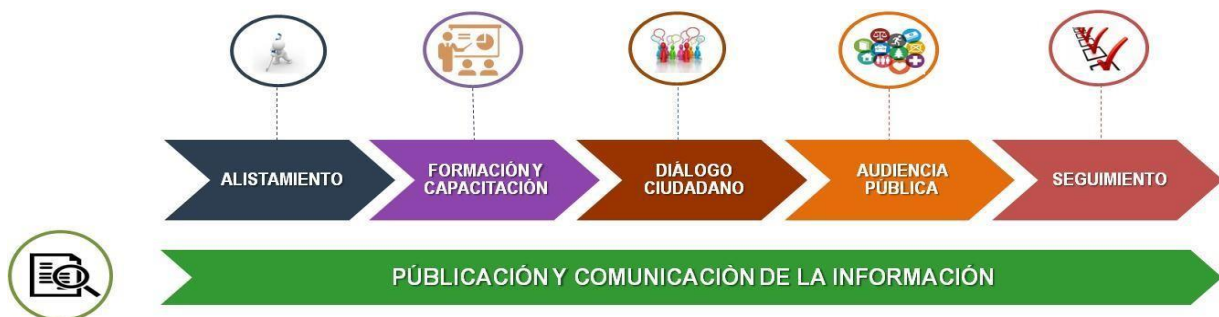 ALISTAMIENTO
FORMACIÓN Y
CAPACITACIÓN
DIÁLOGO
CIUDADANO
AUDIENCIA
PÚBLICA
SEGUIMIENTO
PÚBLICACIÓN Y COMUNICACIÒN DE LA INFORMACIÓN